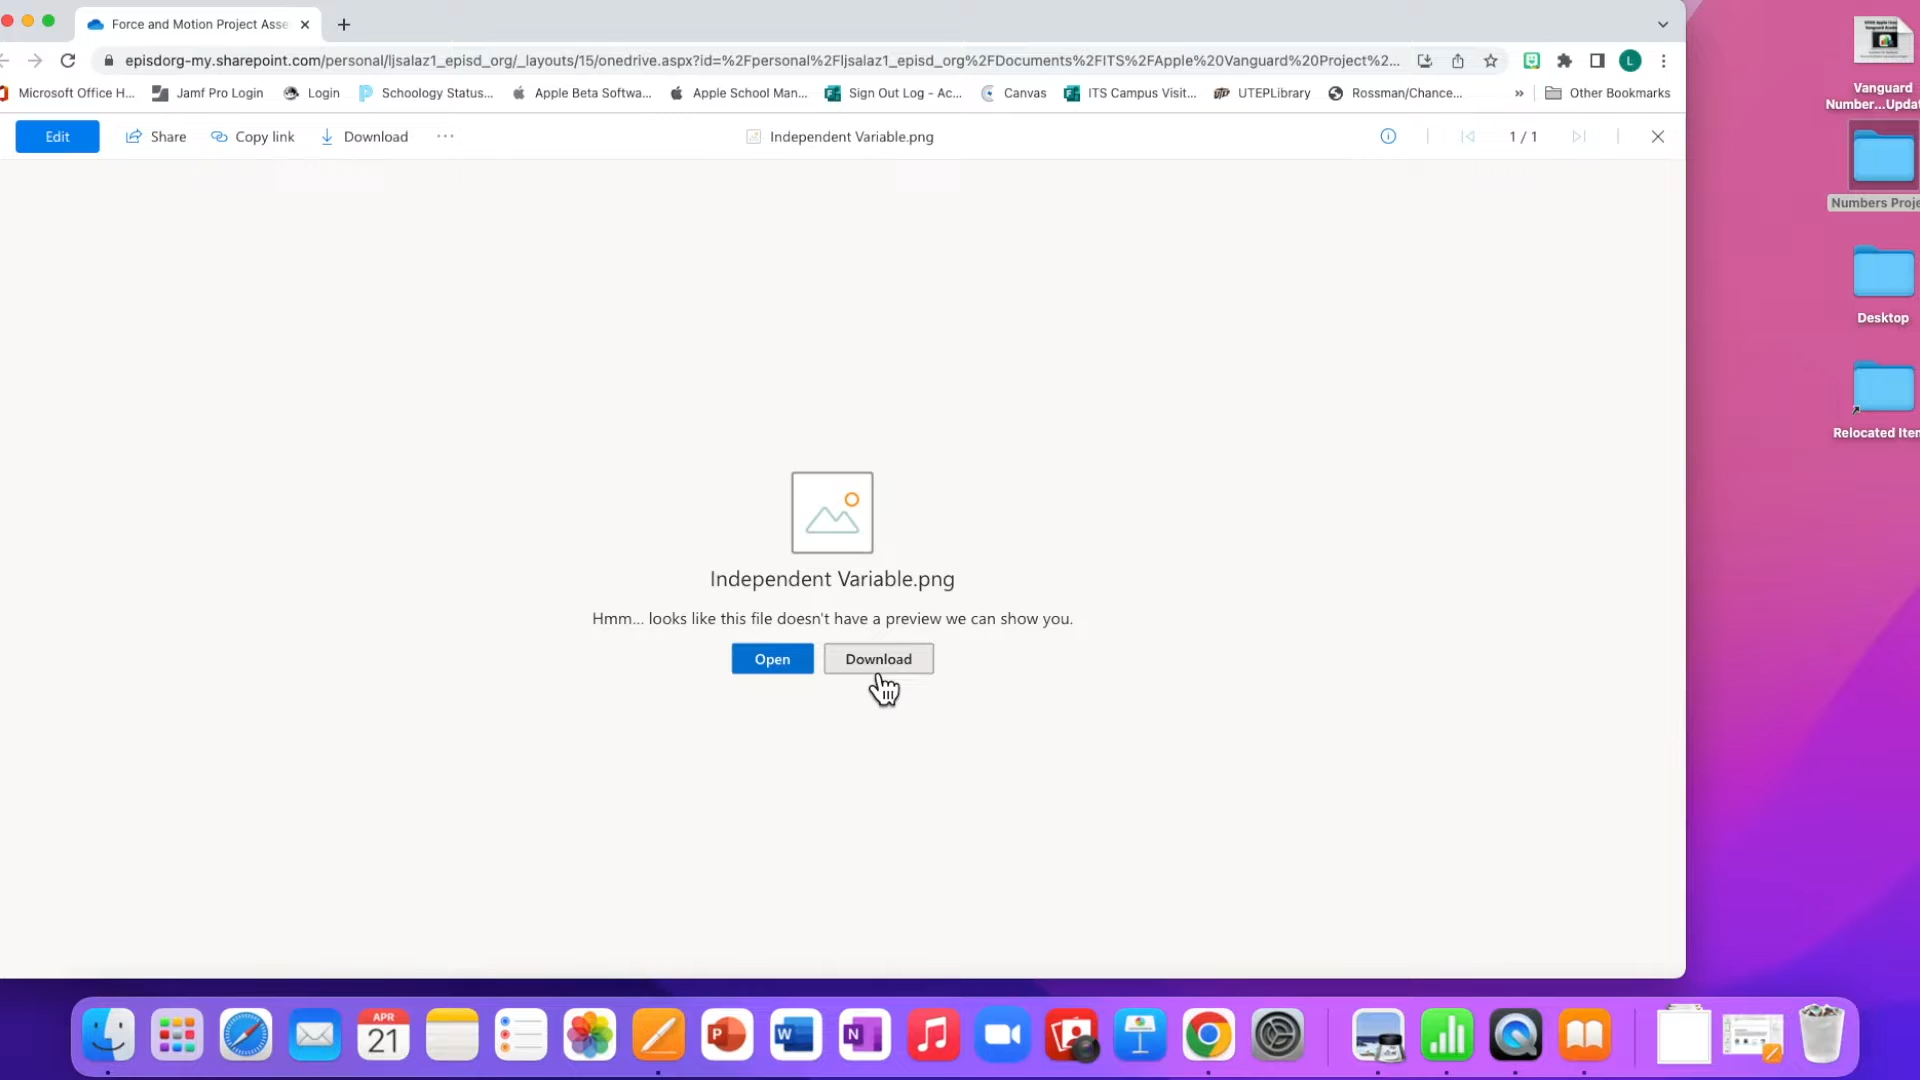 Force and Motion Project Asse
episdorg-my.sharepoint.com/personal/ljsalaz1_episd_org/_layouts/15/onedrive.aspx?id=%2Fpersonal%2Fljsalaz1_episd_org%2FDocuments%2FITS%2FApple%20Vanguard%20Project%2...
L
Microsoft Office H... Jamf Pro Login Login Schoology Status... Apple Beta Softwa... Apple School Man... Sign Out Log - Ac... Canvas ITS Campus Visit... UTEPLibrary Rossman/Chance... » Other Bookmarks
Edit Share Copy link Download ... Independent Variable.png 1 / 1
Independent Variable.png
Hmm... looks like this file doesn't have a preview we can show you.
Open Download
Vanguard
Number...Updat
Numbers Proje
Desktop
Relocated Item
APR
21
P
W
N